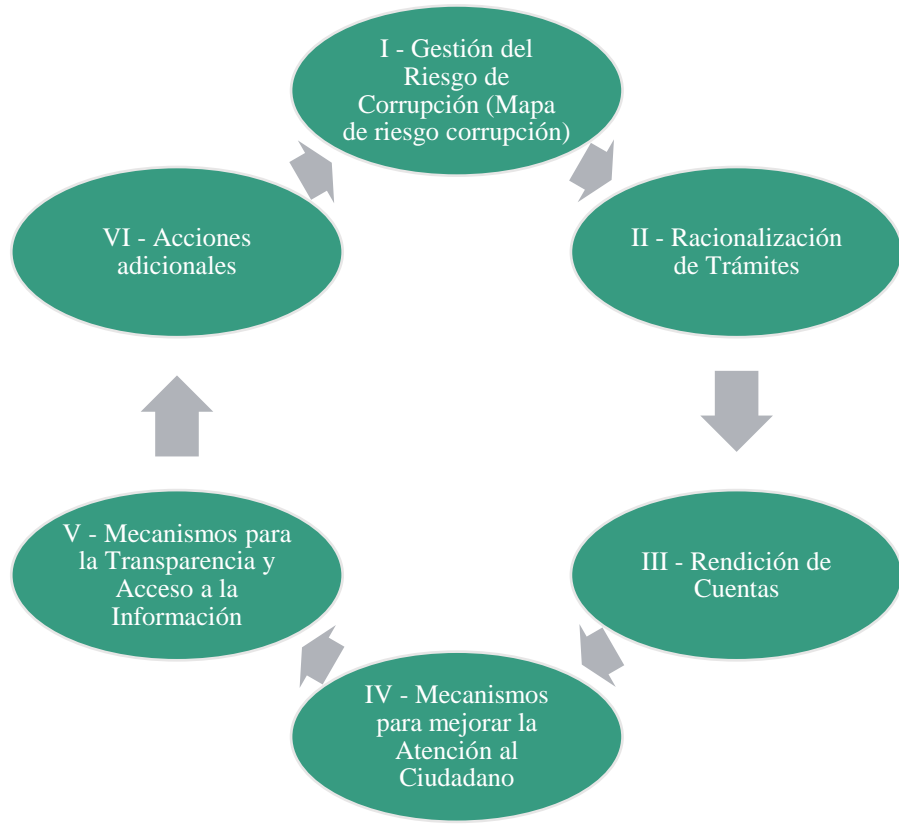 I - Gestión del
Riesgo de
Corrupción (Mapa
de riesgo corrupción)
II - Racionalización
de Trámites
III - Rendición de
Cuentas
IV - Mecanismos
para mejorar la
Atención al
Ciudadano
V - Mecanismos para
la Transparencia y
Acceso a la
Información
VI - Acciones
adicionales